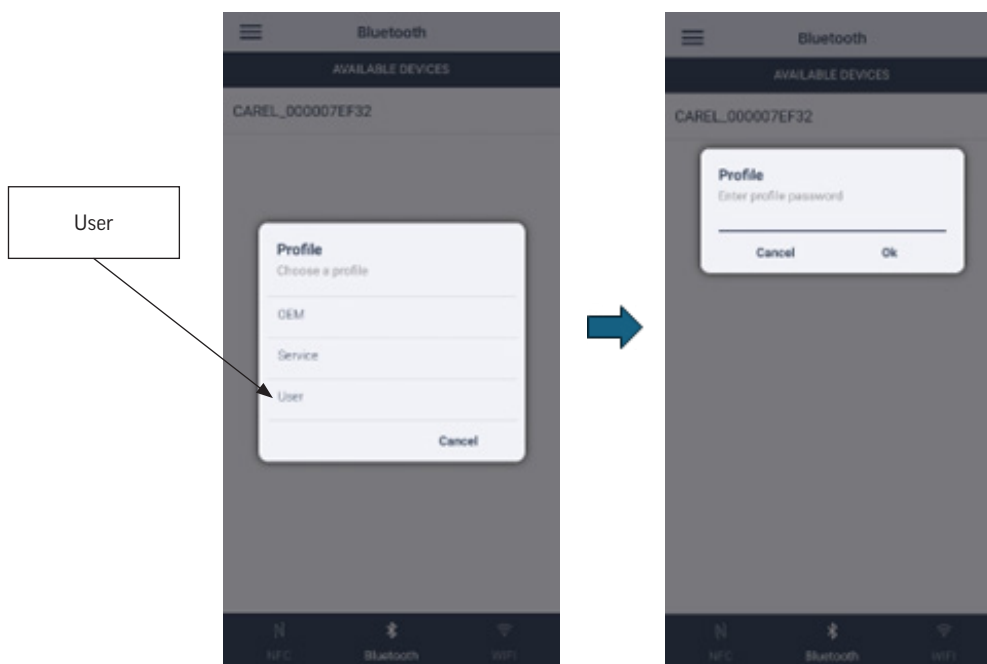 User
Bluetooth
AVAILABLE DEVICES
CAREL_000007EF32
Profile
Choose a profile
OEM
Service
User
Cancel
NFC
Bluetooth
WIFI
Bluetooth
AVAILABLE DEVICES
CAREL_000007EF32
Profile
Enter profile password
Cancel Ok
NFC
Bluetooth
WIFI